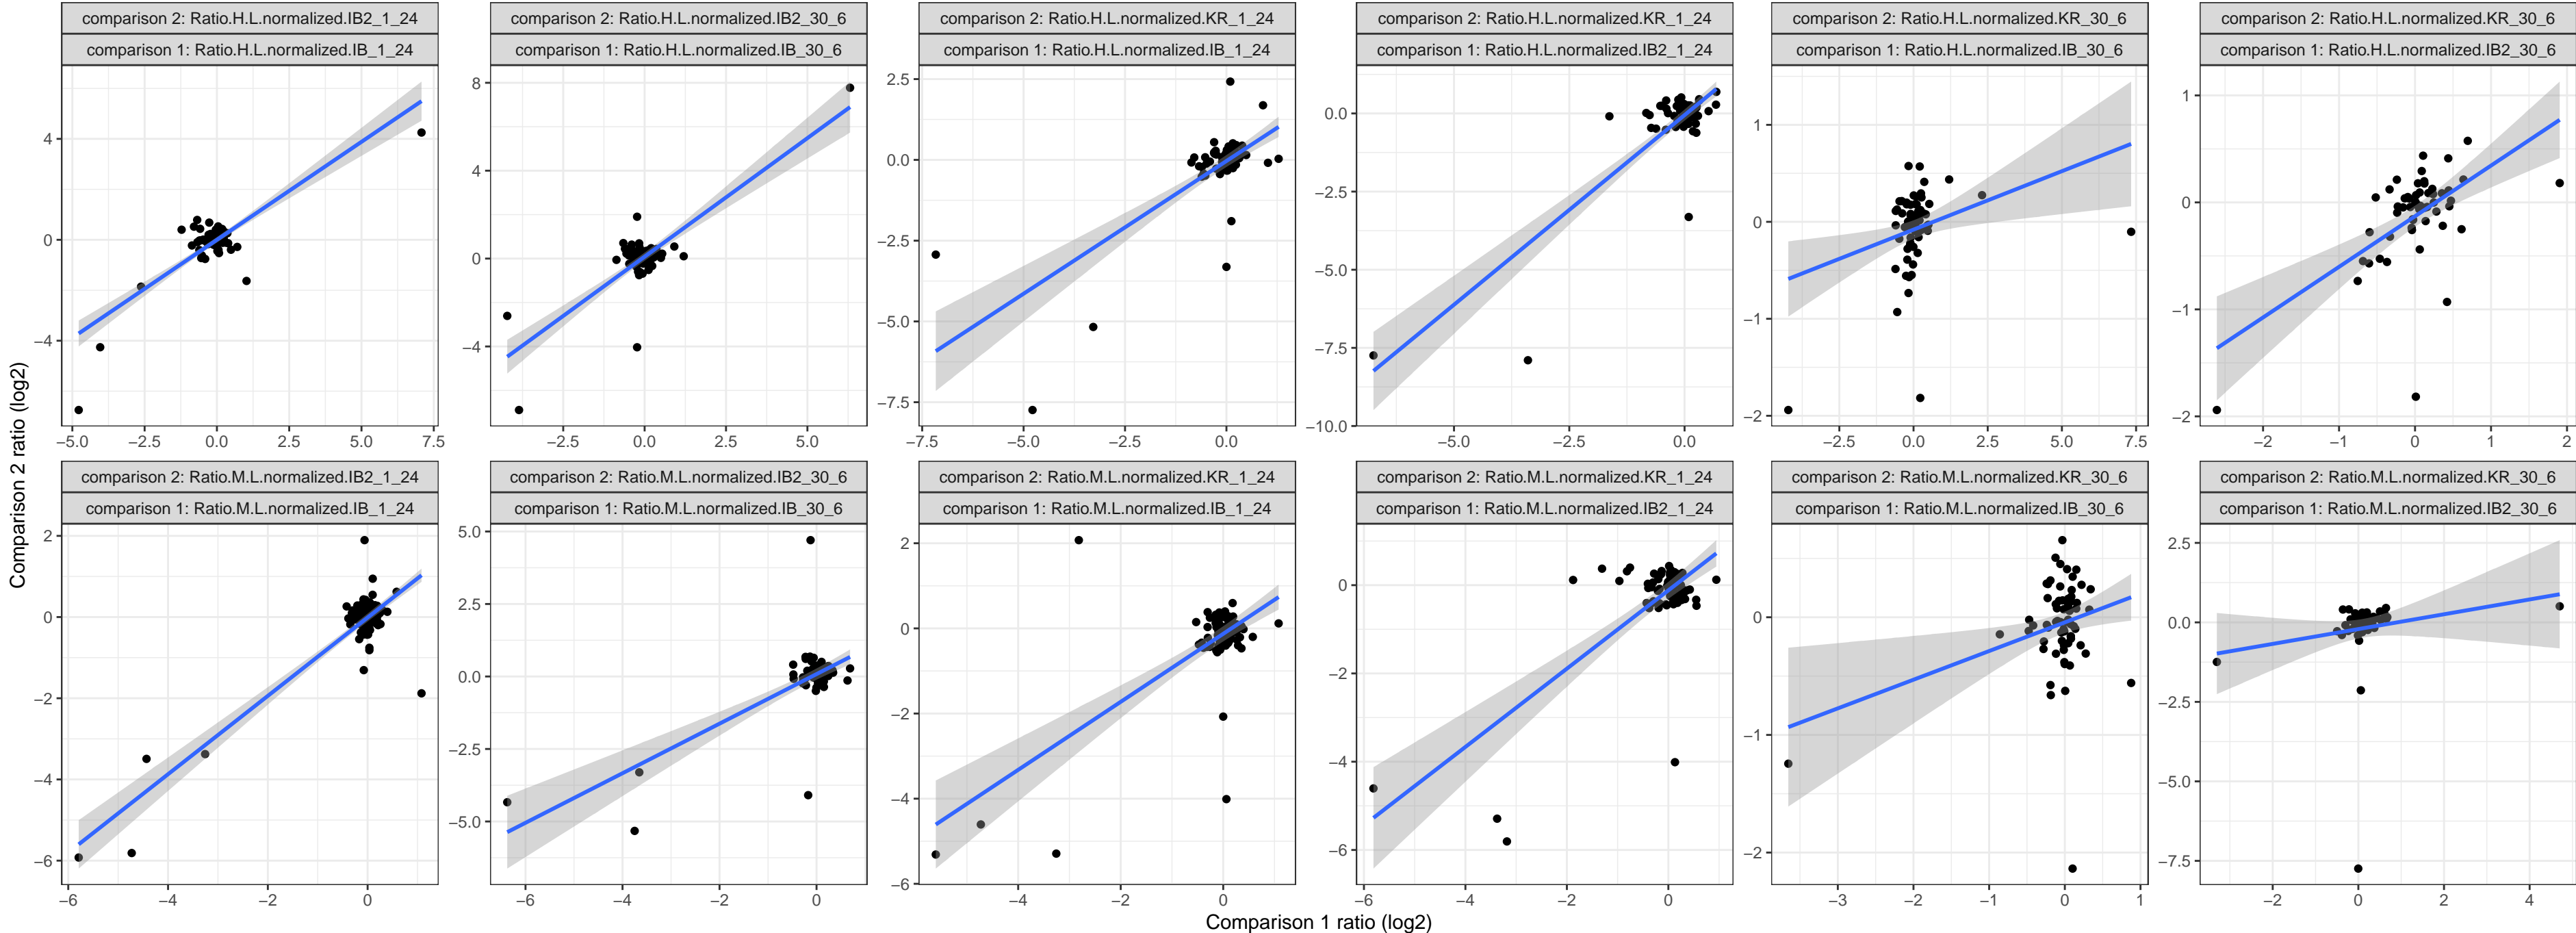 comparison 2: Ratio.H.L.normalized.IB2_1_24
comparison 1: Ratio.H.L.normalized.IB_1_24
4
0
−4
−5.0 −2.5 0.0 2.5 5.0 7.5
comparison 2: Ratio.H.L.normalized.IB2_30_6
comparison 1: Ratio.H.L.normalized.IB_30_6
8
4
0
−4
−2.5 0.0 2.5 5.0
comparison 2: Ratio.H.L.normalized.KR_1_24
comparison 1: Ratio.H.L.normalized.IB_1_24
2.5
0.0
−2.5
−5.0
−7.5
−7.5 −5.0 −2.5 0.0
comparison 2: Ratio.H.L.normalized.KR_1_24
comparison 1: Ratio.H.L.normalized.IB2_1_24
0.0
−2.5
−5.0
−7.5
−10.0
−5.0 −2.5 0.0
comparison 2: Ratio.H.L.normalized.KR_30_6
comparison 1: Ratio.H.L.normalized.IB_30_6
1
0
−1
−2
−2.5 0.0 2.5 5.0 7.5
comparison 2: Ratio.H.L.normalized.KR_30_6
comparison 1: Ratio.H.L.normalized.IB2_30_6
1
0
−1
−2
−2 −1 0 1 2
Comparison 2 ratio (log2)
comparison 2: Ratio.M.L.normalized.IB2_1_24
comparison 1: Ratio.M.L.normalized.IB_1_24
2
0
−2
−4
−6
−6 −4 −2 0
comparison 2: Ratio.M.L.normalized.IB2_30_6
comparison 1: Ratio.M.L.normalized.IB_30_6
5.0
2.5
0.0
−2.5
−5.0
−6 −4 −2 0
comparison 2: Ratio.M.L.normalized.KR_1_24
comparison 1: Ratio.M.L.normalized.IB_1_24
2
0
−2
−4
−6
−4 −2 0
comparison 2: Ratio.M.L.normalized.KR_1_24
comparison 1: Ratio.M.L.normalized.IB2_1_24
0
−2
−4
−6
−6 −4 −2 0
comparison 2: Ratio.M.L.normalized.KR_30_6
comparison 1: Ratio.M.L.normalized.IB_30_6
0
−1
−2
−3 −2 −1 0 1
comparison 2: Ratio.M.L.normalized.KR_30_6
comparison 1: Ratio.M.L.normalized.IB2_30_6
2.5
0.0
−2.5
−5.0
−7.5
−2 0 2 4
Comparison 1 ratio (log2)